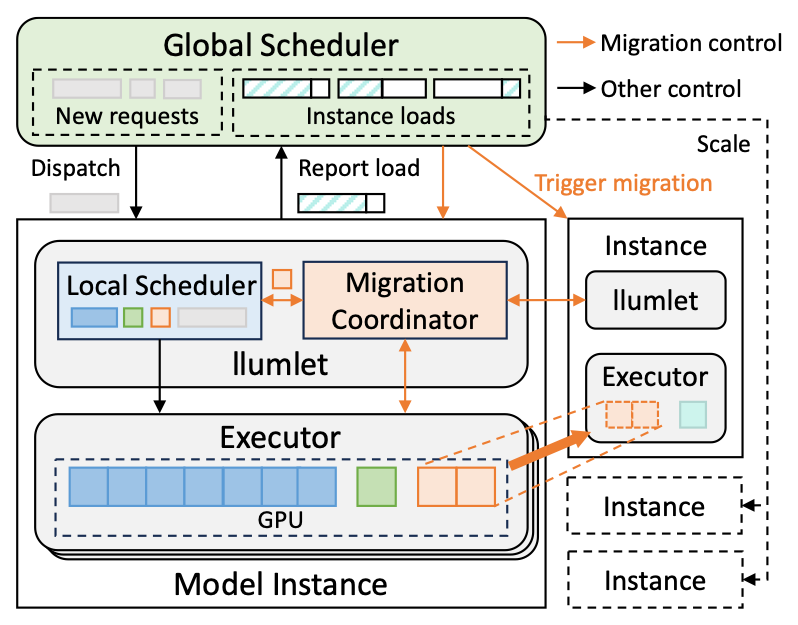 Global Scheduler
New requests
Instance loads
Migration control
Other control
Scale
Dispatch
Report load
Trigger migration
Local Scheduler
Migration
Coordinator
llumlet
Executor
GPU
Model Instance
Instance
llumlet
Executor
Instance
Instance